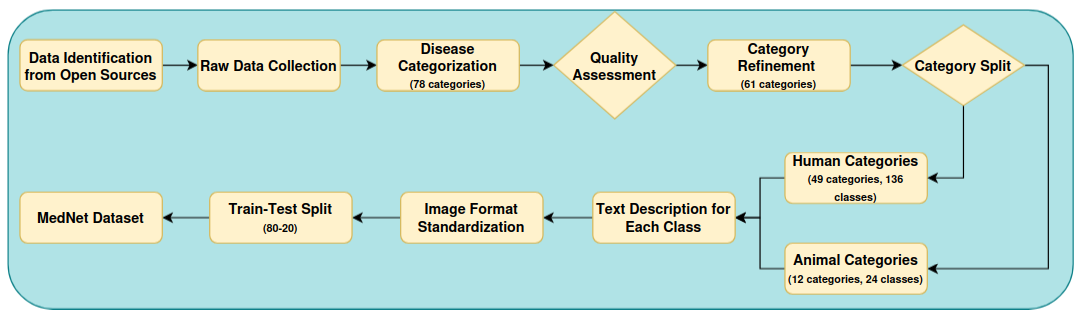 Data Identification
from Open Sources
Raw Data Collection
Disease
Categorization
(78 categories)
Quality
Assessment
Category
Refinement
(61 categories)
Category Split
Human Categories
(49 categories, 136
classes)
Animal Categories
(12 categories, 24 classes)
Text Description for
Each Class
Image Format
Standardization
Train-Test Split
(80-20)
MedNet Dataset